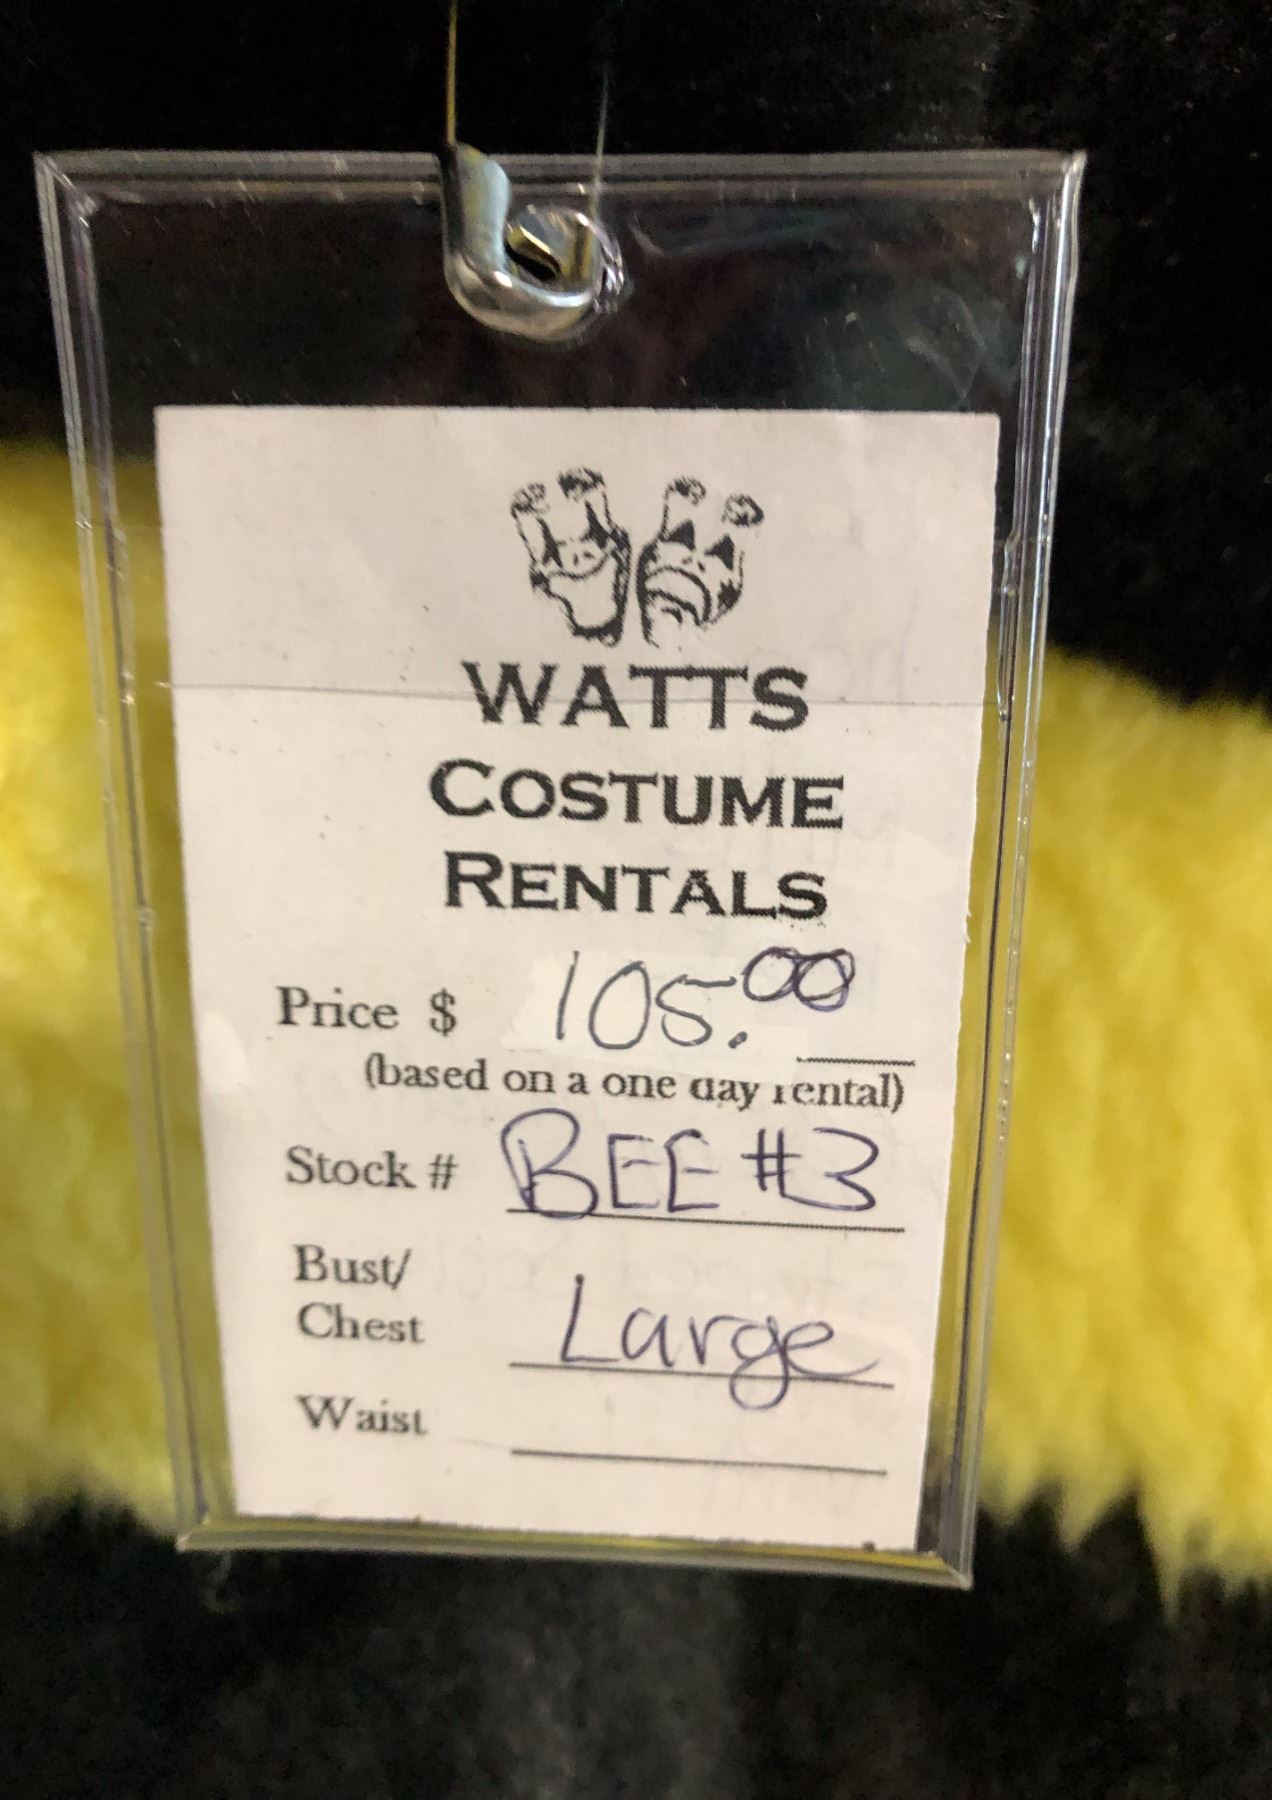 WATTS
COSTUME
RENTALS
Price $ 105.00
(based on a one day rental)
Stock # BEE #3
Bust/
Chest Large
Waist